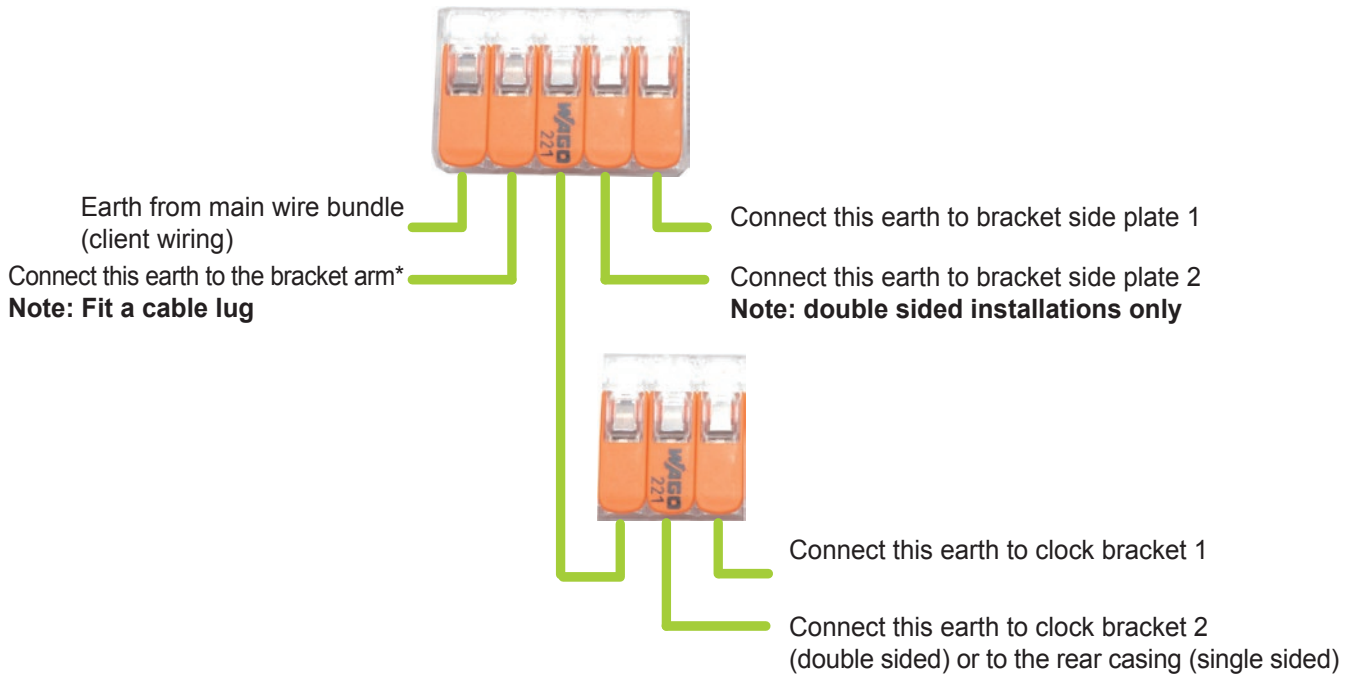 WAGO
221
Earth from main wire bundle
(client wiring)
Connect this earth to the bracket arm*
Note: Fit a cable lug
Connect this earth to bracket side plate 1
Connect this earth to bracket side plate 2
Note: double sided installations only
WAGO
221
Connect this earth to clock bracket 1
Connect this earth to clock bracket 2
(double sided) or to the rear casing (single sided)